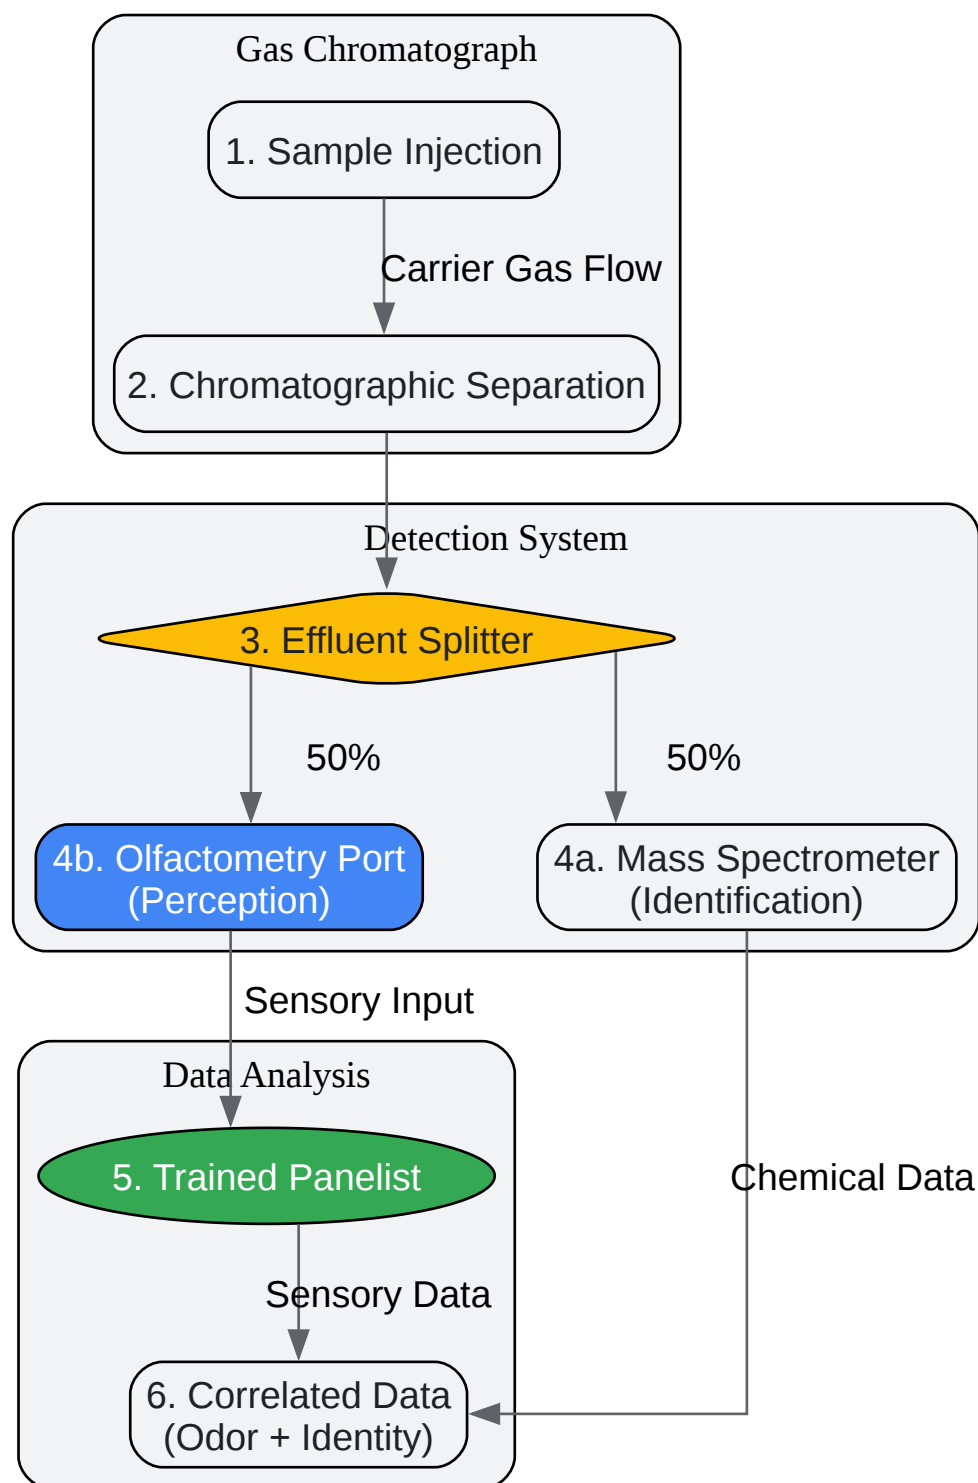 Gas Chromatograph
1. Sample Injection
Carrier Gas Flow
2. Chromatographic Separation
Detection System
3. Effluent Splitter
50%
50%
4b. Olfactometry Port
(Perception)
4a. Mass Spectrometer
(Identification)
Sensory Input
Data Analysis
5. Trained Panelist
Chemical Data
Sensory Data
6. Correlated Data
(Odor + Identity)